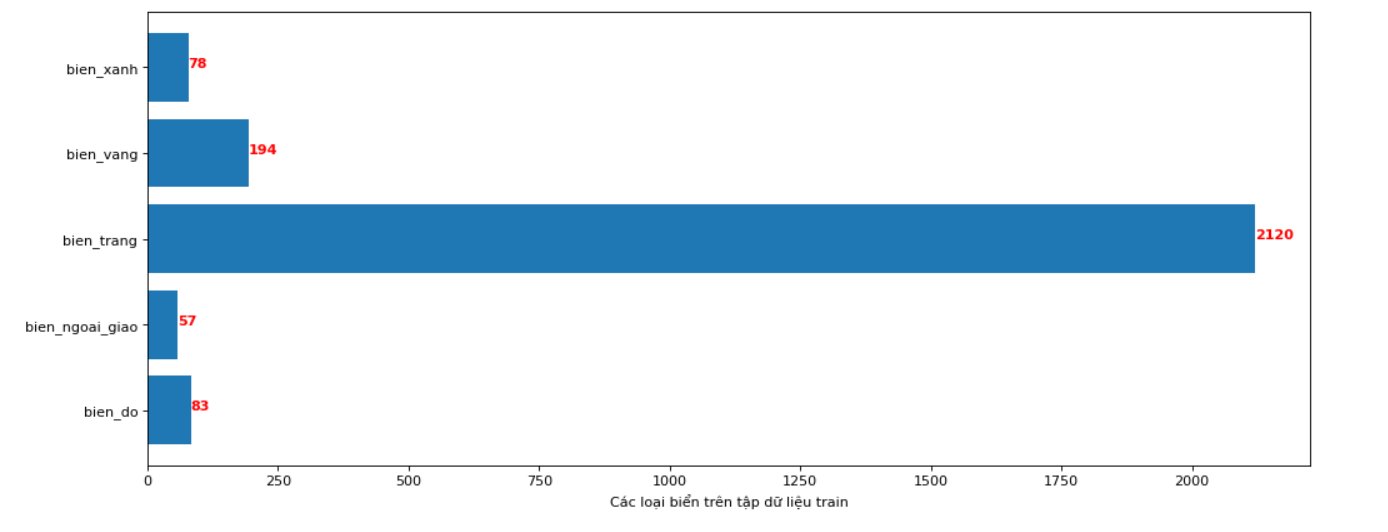 bien_xanh
78
bien_vang
194
bien_trang
2120
bien_ngoai_giao
57
bien_do
83
0 250 500 750 1000 1250 1500 1750 2000
Các loại biển trên tập dữ liệu train